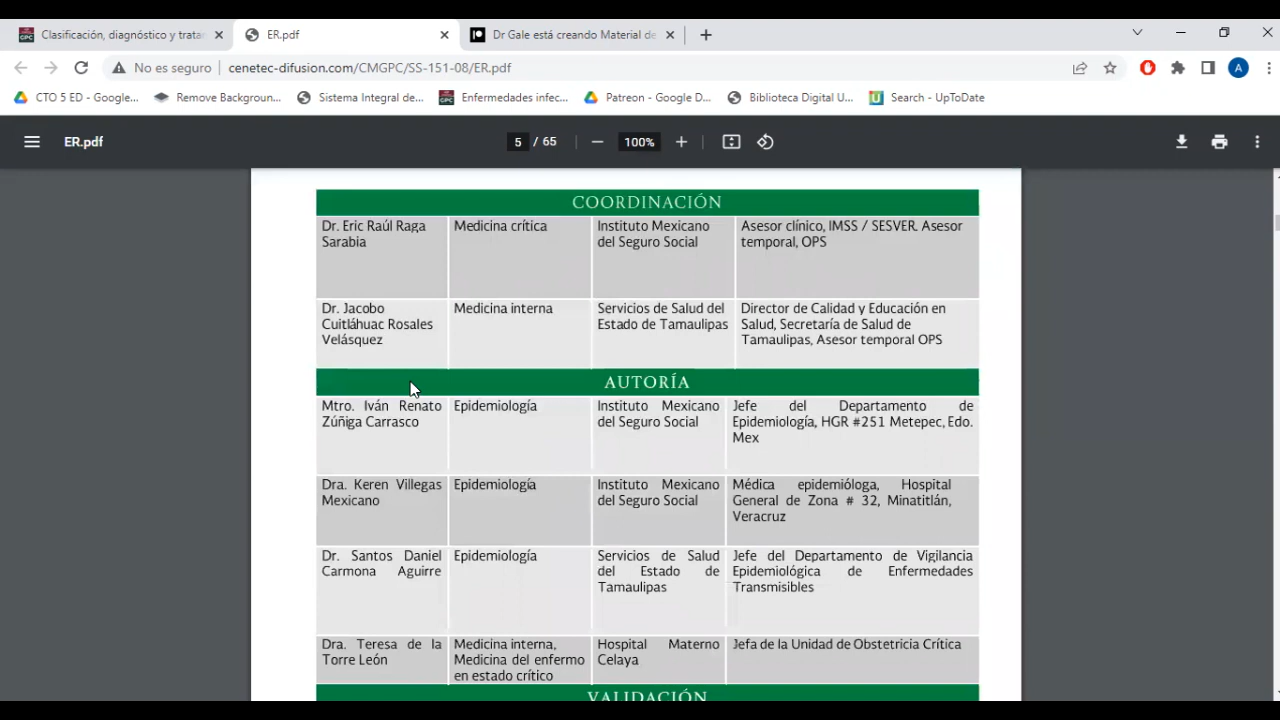 Clasificación, diagnóstico y trata
ER.pdf
Dr Gale está creando Material de
No es seguro
cenetec-difusion.com/CMGPC/SS-151-08/ER.pdf
A
CTO 5 ED - Google...
Remove Backgroun...
Sistema Integral de...
Enfermedades infec...
Patreon - Google D...
Biblioteca Digital U...
Search - UpToDate
ER.pdf
5 / 65
100%
COORDINACIÓN
Dr. Eric Raúl Raga
Sarabia
Medicina crítica
Instituto Mexicano
del Seguro Social
Asesor clínico, IMSS / SESVER. Asesor
temporal, OPS
Dr. Jacobo
Cuitláhuac Rosales
Velásquez
Medicina interna
Servicios de Salud del
Estado de Tamaulipas
Director de Calidad y Educación en
Salud, Secretaría de Salud de
Tamaulipas, Asesor temporal OPS
AUTORÍA
Mtro. Iván Renato
Zúñiga Carrasco
Epidemiología
Instituto Mexicano
del Seguro Social
Jefe del Departamento de
Epidemiología, HGR #251 Metepec, Edo.
Mex
Dra. Keren Villegas
Mexicano
Epidemiología
Instituto Mexicano
del Seguro Social
Médica epidemióloga, Hospital
General de Zona # 32, Minatitlán,
Veracruz
Dr. Santos Daniel
Carmona Aguirre
Epidemiología
Servicios de Salud
del Estado de
Tamaulipas
Jefe del Departamento de Vigilancia
Epidemiológica de Enfermedades
Transmisibles
Dra. Teresa de la
Torre León
Medicina interna,
Medicina del enfermo
en estado crítico
Hospital Materno
Celaya
Jefa de la Unidad de Obstetricia Crítica
VALIDACIÓN